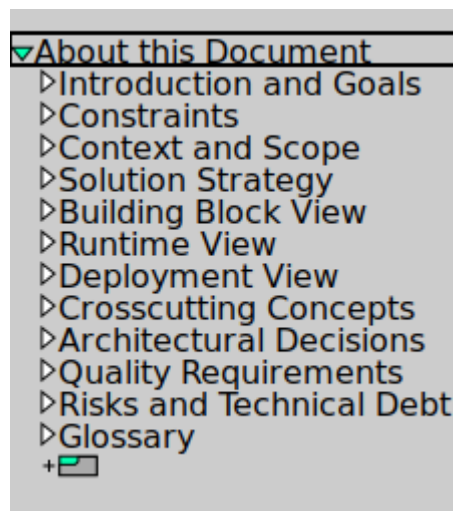 About this Document
Introduction and Goals
Constraints
Context and Scope
Solution Strategy
Building Block View
Runtime View
Deployment View
Crosscutting Concepts
Architectural Decisions
Quality Requirements
Risks and Technical Debt
Glossary
+